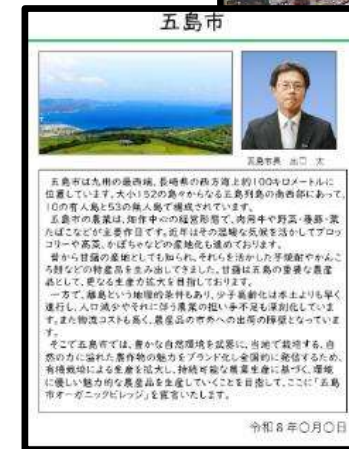 五島市
五島市長 出口 太
五島市は九州の最西端、長崎県の西方海上約100キロメートルに
位置しています。大小152の島々からなる五島列島の南西部にあって、
10の有人島と53の無人島で構成されています。
五島市の農業は、畑作中心の経営形態で、肉用牛や野菜・養豚・葉
たばこなどが主要作目です。近年はその温暖な気候を活かしてブロッ
コリーや高菜、かぼちゃなどの産地化も進めております。
昔から甘藷の産地としても知られ、それらを活かした芋焼酎やかんこ
ろ餅などの特産品を生み出してきました。甘藷は五島の重要な農産
品として、更なる生産力拡大を目指しております。
一方で、離島という地理的条件もあり、少子高齢化は本土よりも早く
進行し、人口減少やそれに伴う農業の担い手不足も深刻化していま
す。また物流コストも高く、農産品の市外への出荷の障壁となっていま
す。
そこで五島市では、豊かな自然環境を武器に、当地で栽培する、自
然の力に溢れた農作物の魅力をブランド化し全国的に発信するため、
有機栽培による生産を拡大し、持続可能な農業生産に基づく、環境
に優しい魅力的な農産品を生産していくことを目指して、ここに「五島
市オーガニックビレッジ」を宣言いたします。
令和8年○月○日